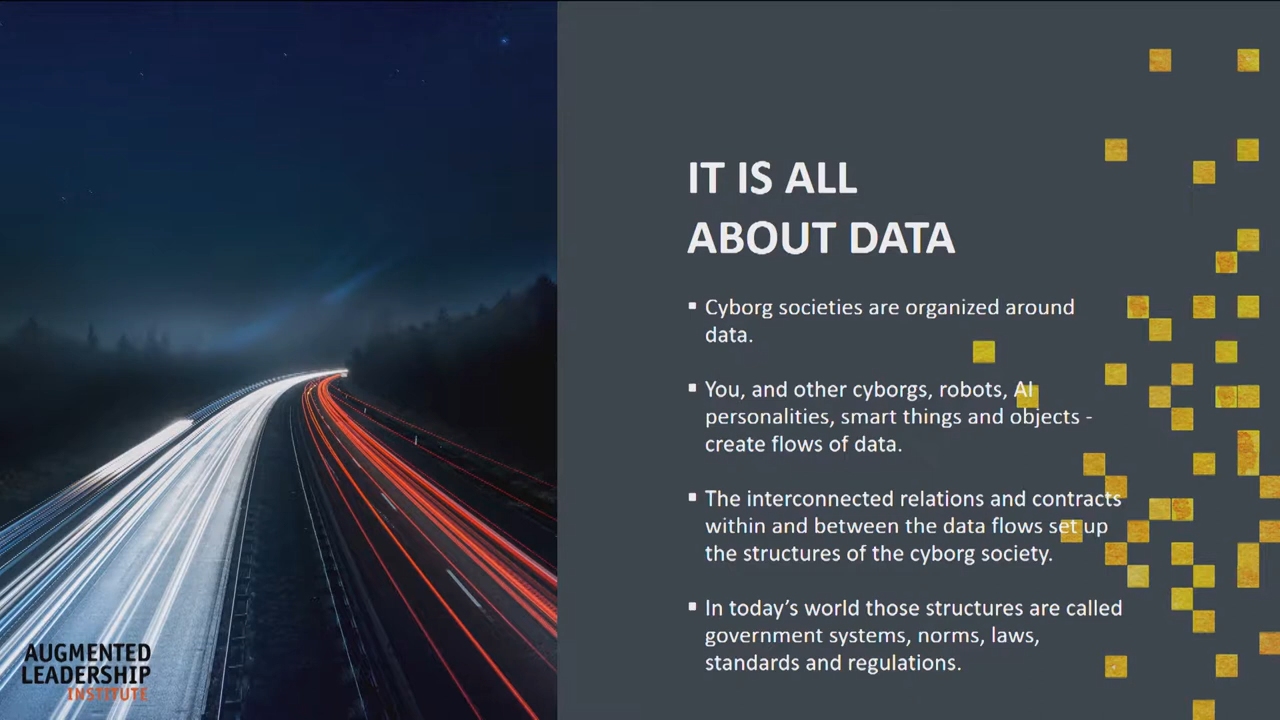 IT IS ALL
ABOUT DATA
▪ Cyborg societies are organized around
data.
▪ You, and other cyborgs, robots, AI
personalities, smart things and objects -
create flows of data.
▪ The interconnected relations and contracts
within and between the data flows set up
the structures of the cyborg society.
▪ In today’s world those structures are called
government systems, norms, laws,
standards and regulations.
AUGMENTED
LEADERSHIP
INSTITUTE